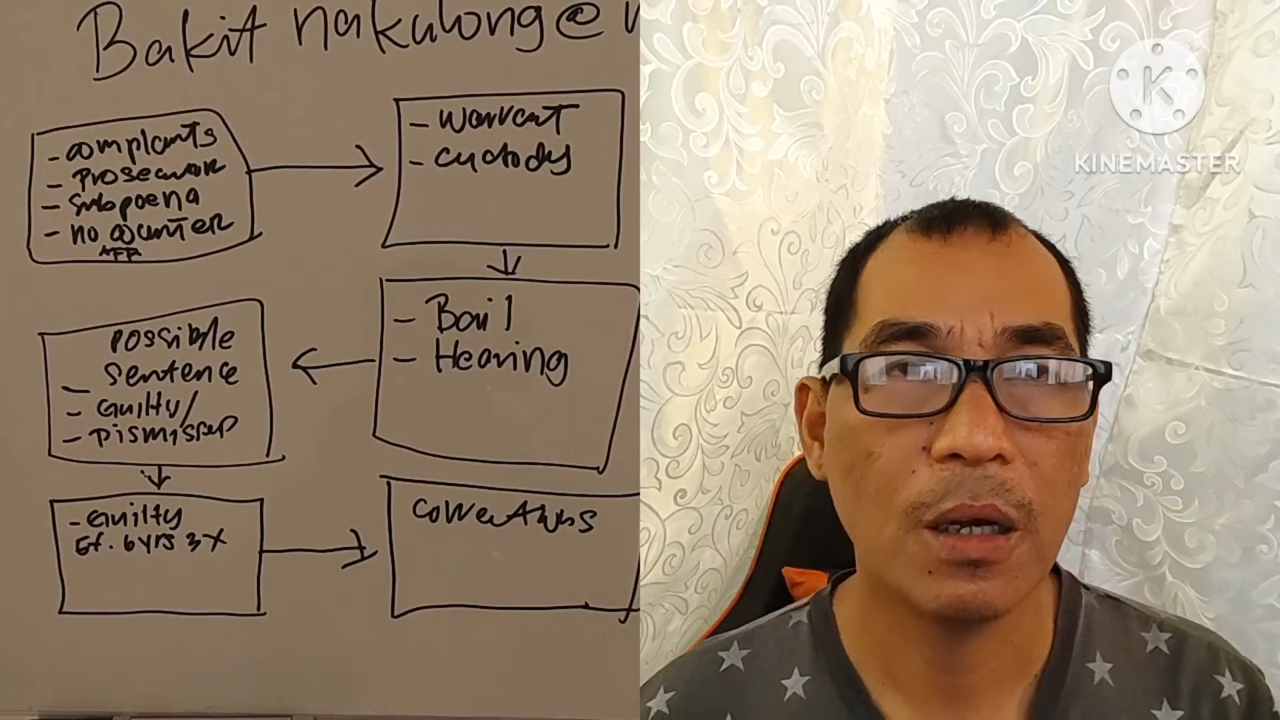 Bakit nakulong @
- complaints
- Prosecutor
- Subpoena
- no counter
AFF
- Warrant
- custody
- Bail
- Hearing
possible
- sentence
- Guilty/
- Dismissed
- Guilty
Ef. 6yrs 3x
KINEMASTER